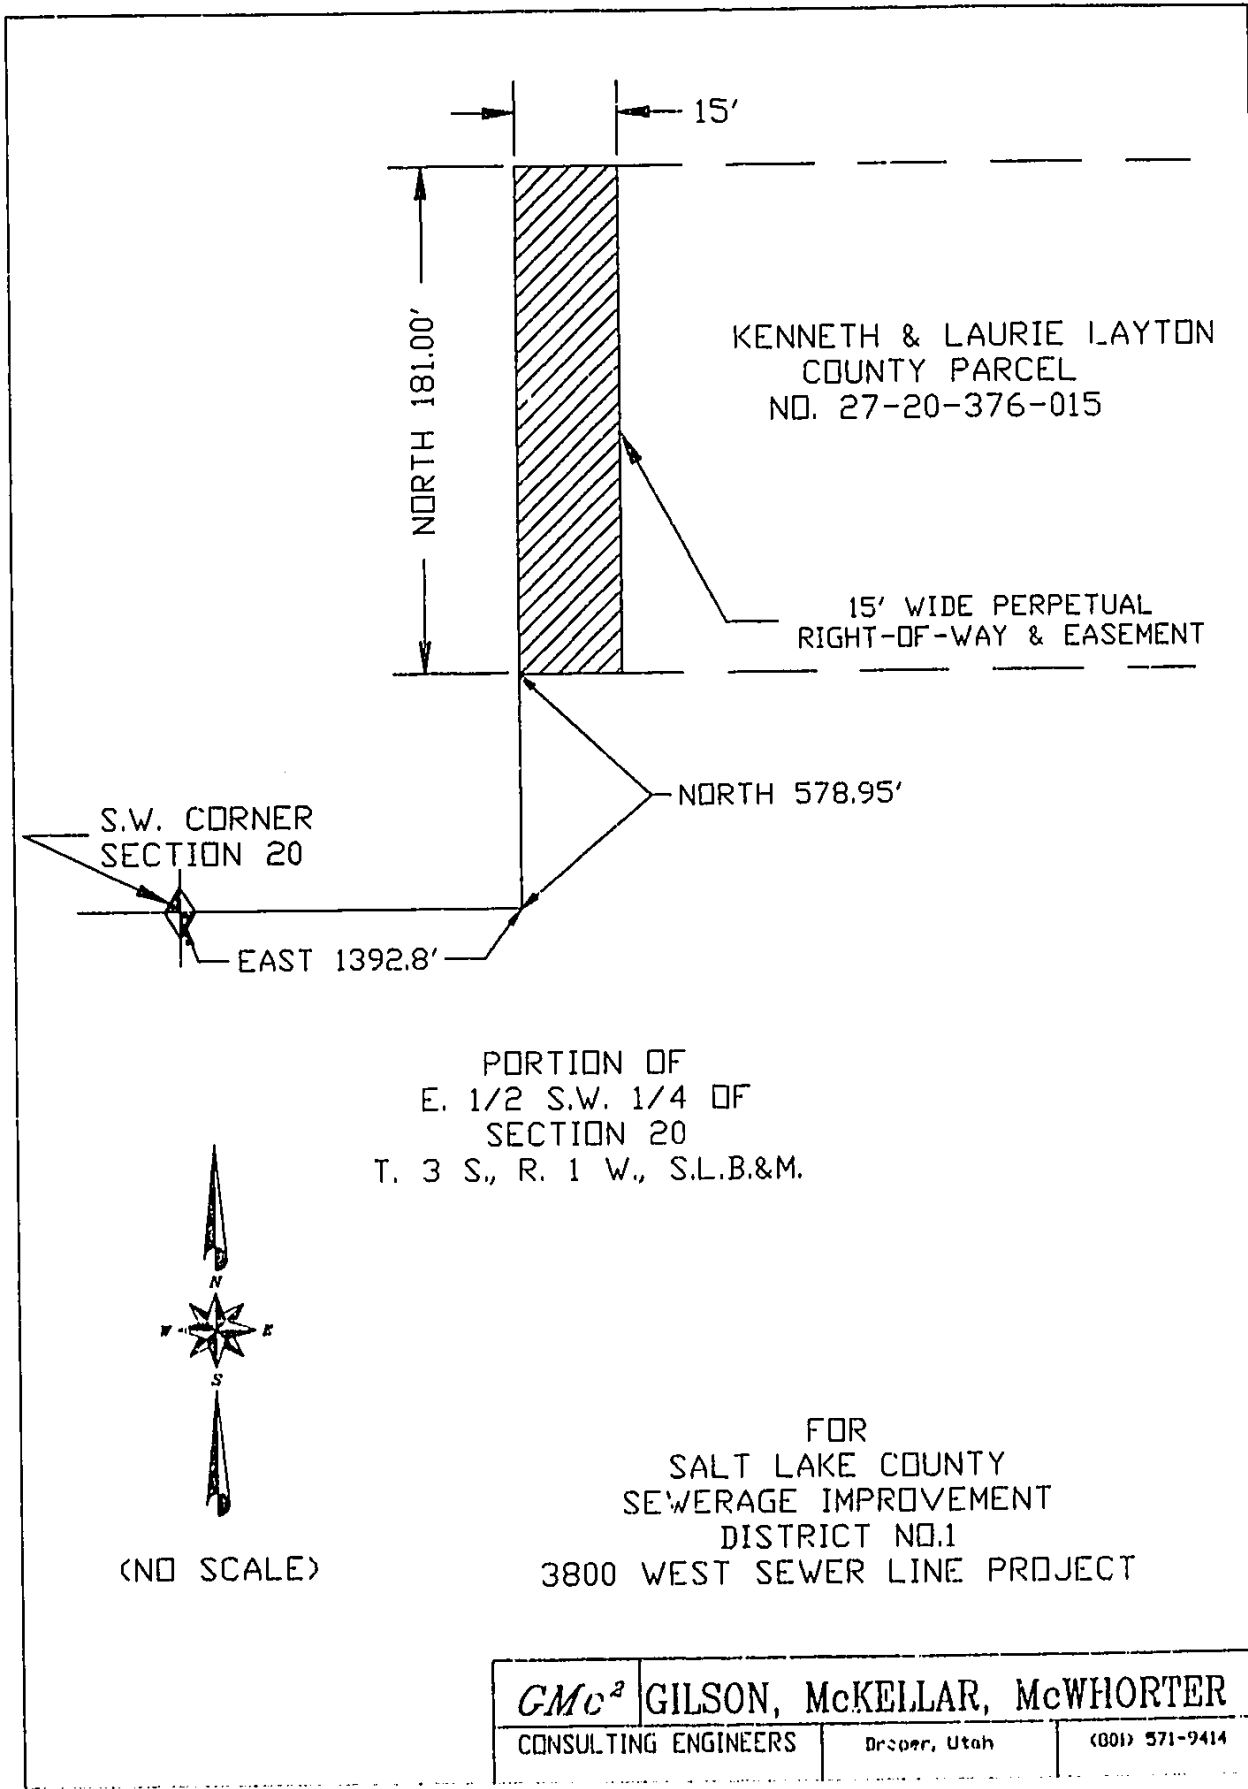 15'
NORTH 181.00'
KENNETH & LAURIE LAYTON
COUNTY PARCEL
NO. 27-20-376-015
15' WIDE PERPETUAL
RIGHT-OF-WAY & EASEMENT
NORTH 578.95'
S.W. CORNER
SECTION 20
EAST 1392.8'
PORTION OF
E. 1/2 S.W. 1/4 OF
SECTION 20
T. 3 S., R. 1 W., S.L.B.&M.
N
W E
S
(NO SCALE)
FOR
SALT LAKE COUNTY
SEWERAGE IMPROVEMENT
DISTRICT NO.1
3800 WEST SEWER LINE PROJECT
GMc² GILSON, McKELLAR, McWHORTER
CONSULTING ENGINEERS Draper, Utah (801) 571-9414